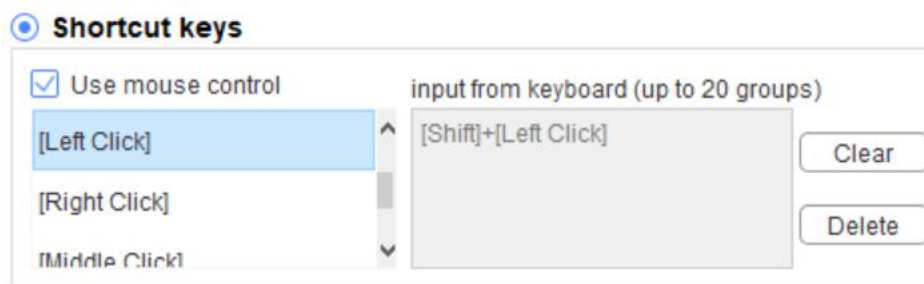 Shortcut keys
Use mouse control
input from keyboard (up to 20 groups)
[Left Click]
[Right Click]
[Middle Click]
[Shift]+[Left Click]
Clear
Delete